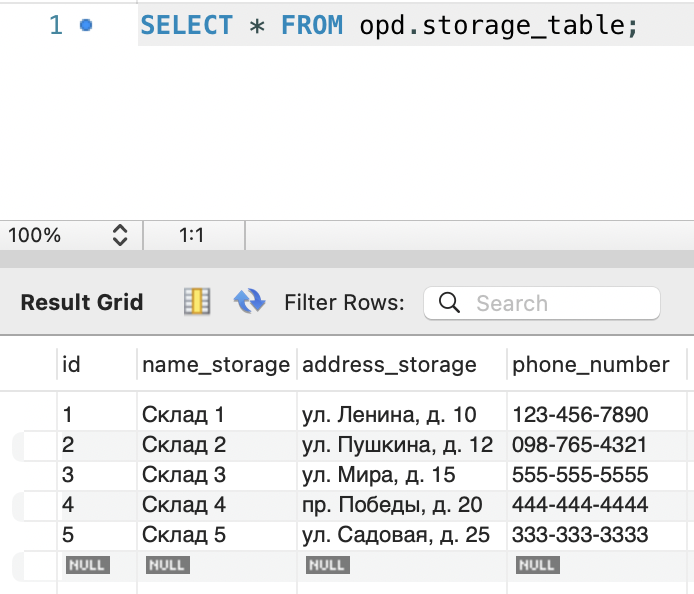 1 SELECT * FROM opd.storage_table;
100% 1:1
Result Grid Filter Rows: Search
id name_storage address_storage phone_number
1 Склад 1 ул. Ленина, д. 10 123-456-7890
2 Склад 2 ул. Пушкина, д. 12 098-765-4321
3 Склад 3 ул. Мира, д. 15 555-555-5555
4 Склад 4 пр. Победы, д. 20 444-444-4444
5 Склад 5 ул. Садовая, д. 25 333-333-3333
NULL NULL NULL NULL